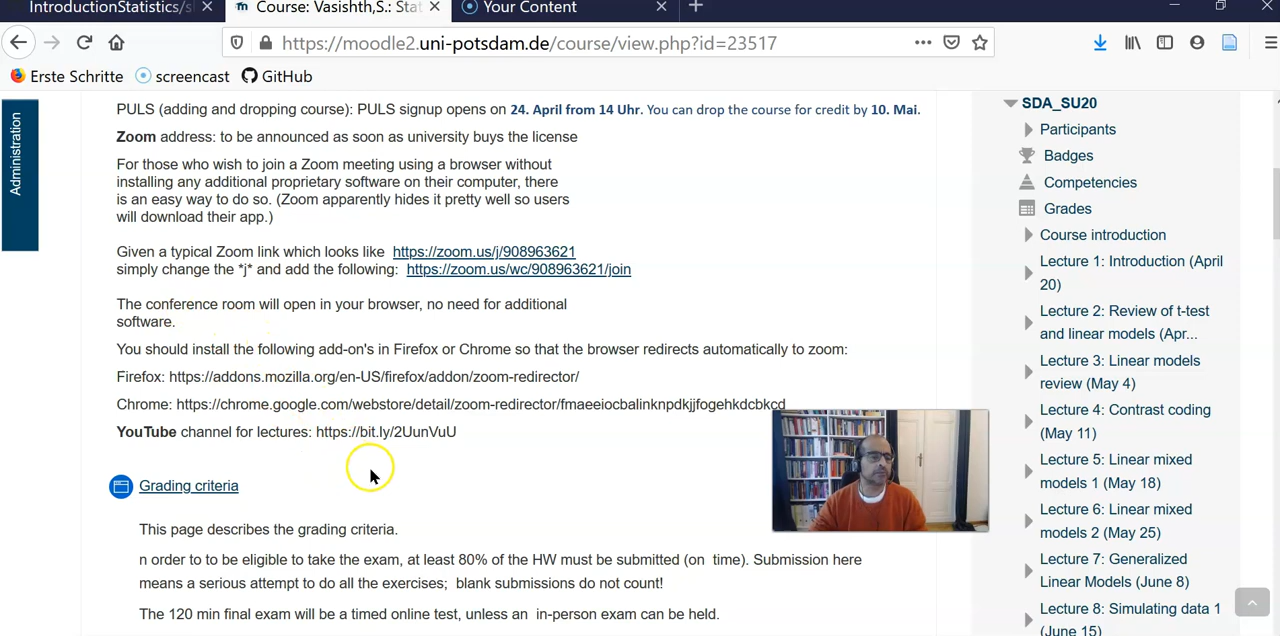 IntroductionStatistics/s
Course: Vasishth,S.: Stat
Your Content
https://moodle2.uni-potsdam.de/course/view.php?id=23517
Erste Schritte
screencast
GitHub
Administration
PULS (adding and dropping course): PULS signup opens on 24. April from 14 Uhr. You can drop the course for credit by 10. Mai.
Zoom address: to be announced as soon as university buys the license
For those who wish to join a Zoom meeting using a browser without
installing any additional proprietary software on their computer, there
is an easy way to do so. (Zoom apparently hides it pretty well so users
will download their app.)
Given a typical Zoom link which looks like https://zoom.us/j/908963621
simply change the *j* and add the following: https://zoom.us/wc/908963621/join
The conference room will open in your browser, no need for additional
software.
You should install the following add-on's in Firefox or Chrome so that the browser redirects automatically to zoom:
Firefox: https://addons.mozilla.org/en-US/firefox/addon/zoom-redirector/
Chrome: https://chrome.google.com/webstore/detail/zoom-redirector/fmaeeiocbalinknpdkjjfogehkdcbkcd
YouTube channel for lectures: https://bit.ly/2UunVuU
Grading criteria
This page describes the grading criteria.
n order to to be eligible to take the exam, at least 80% of the HW must be submitted (on time). Submission here
means a serious attempt to do all the exercises; blank submissions do not count!
The 120 min final exam will be a timed online test, unless an in-person exam can be held.
SDA_SU20
Participants
Badges
Competencies
Grades
Course introduction
Lecture 1: Introduction (April
20)
Lecture 2: Review of t-test
and linear models (Apr...
Lecture 3: Linear models
review (May 4)
Lecture 4: Contrast coding
(May 11)
Lecture 5: Linear mixed
models 1 (May 18)
Lecture 6: Linear mixed
models 2 (May 25)
Lecture 7: Generalized
Linear Models (June 8)
Lecture 8: Simulating data 1
(June 15)